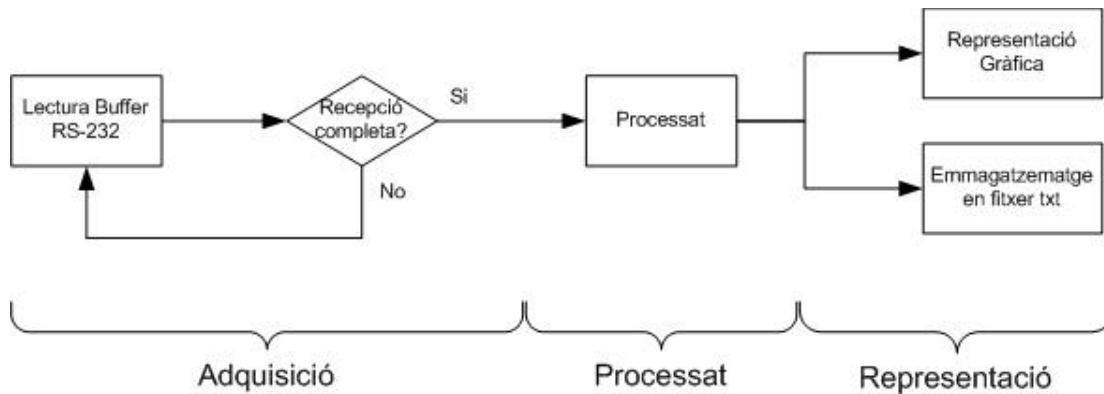 Lectura Buffer
RS-232
Recepció
completa?
Si
No
Processat
Representació
Gràfica
Emmagatzematge
en fitxer txt
Adquisició
Processat
Representació